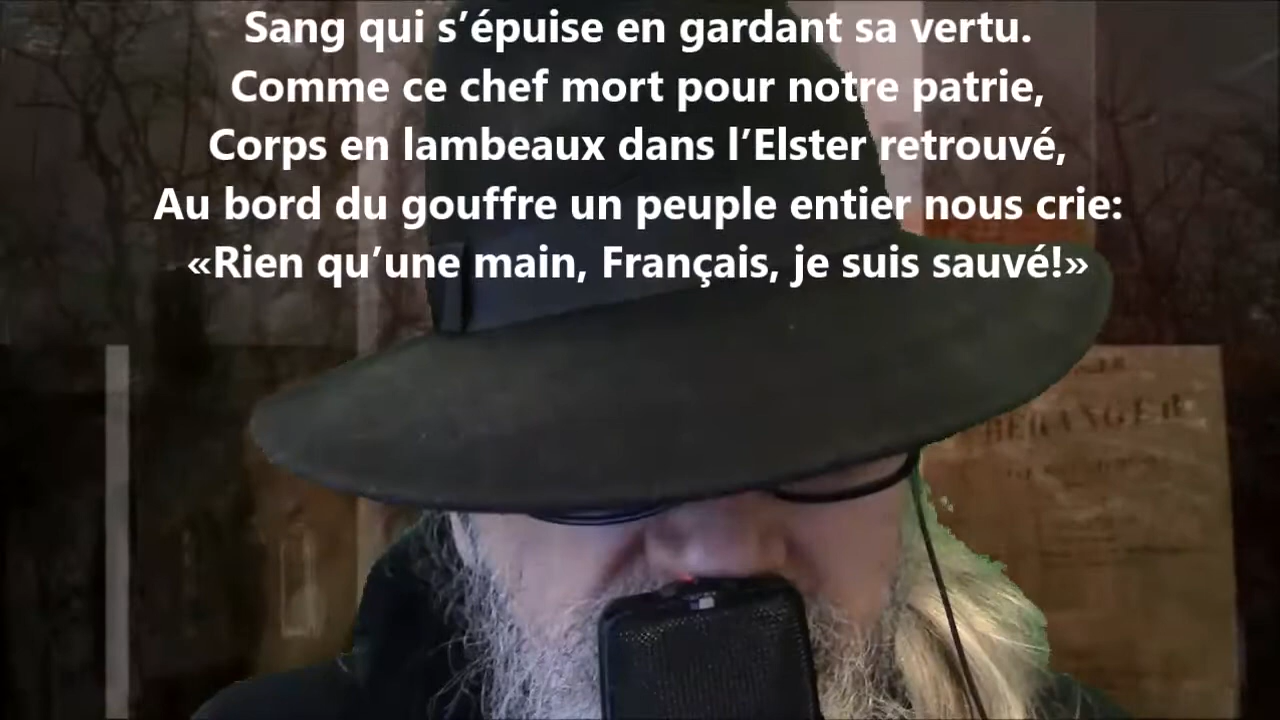 Sang qui s’épuise en gardant sa vertu.
Comme ce chef mort pour notre patrie,
Corps en lambeaux dans l’Elster retrouvé,
Au bord du gouffre un peuple entier nous crie:
«Rien qu’une main, Français, je suis sauvé!»
BÉRANGER